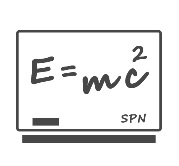 E = mc²
SPN